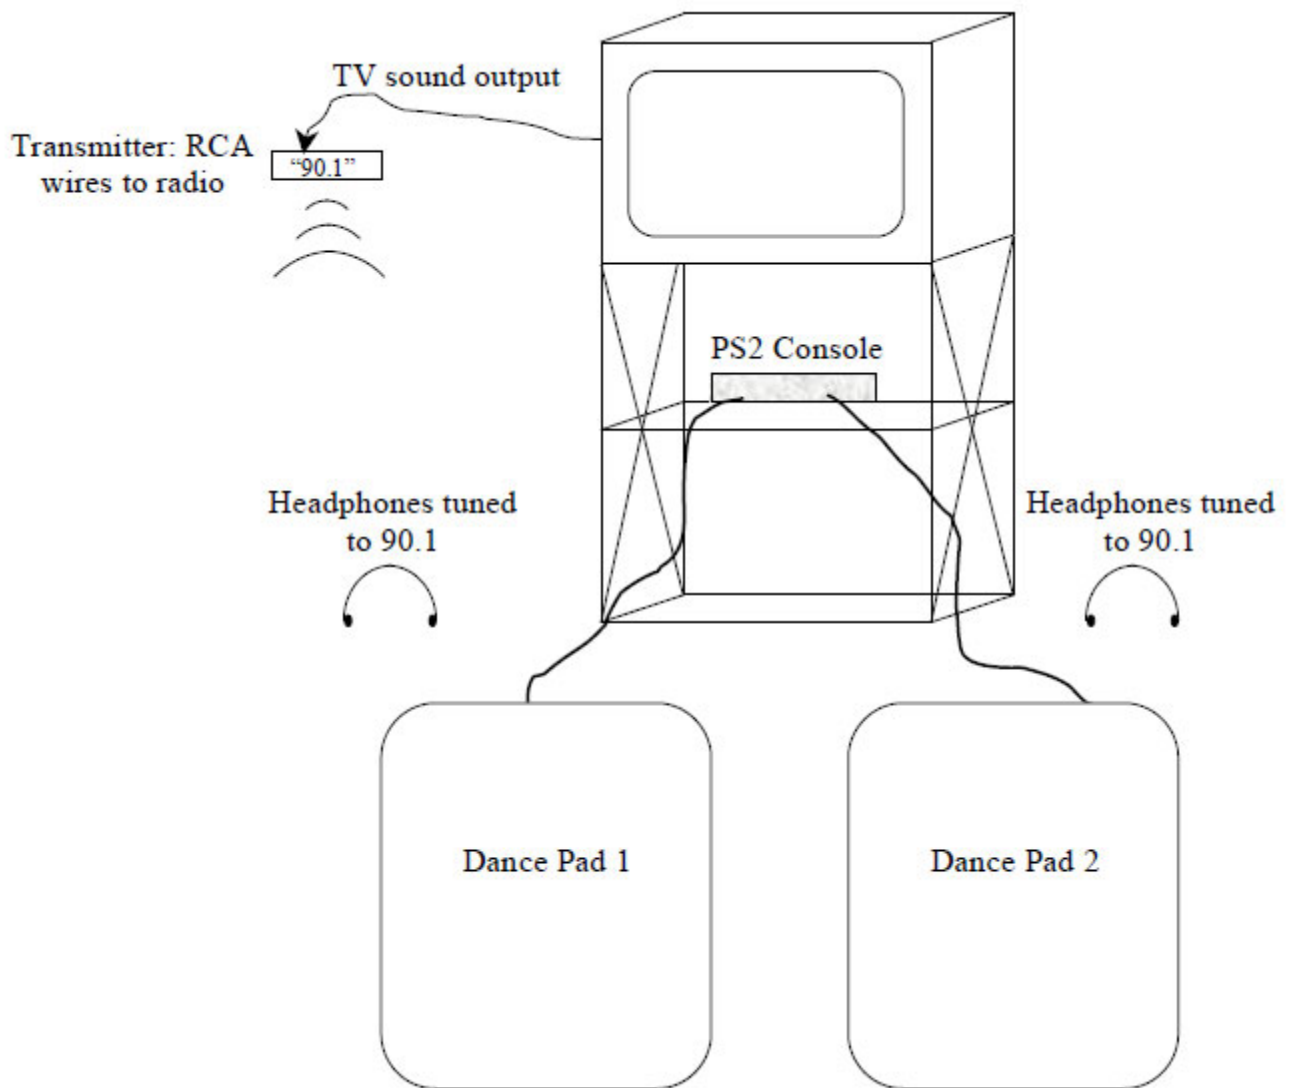 TV sound output
Transmitter: RCA
wires to radio
“90.1”
PS2 Console
Headphones tuned
to 90.1
Headphones tuned
to 90.1
Dance Pad 1
Dance Pad 2